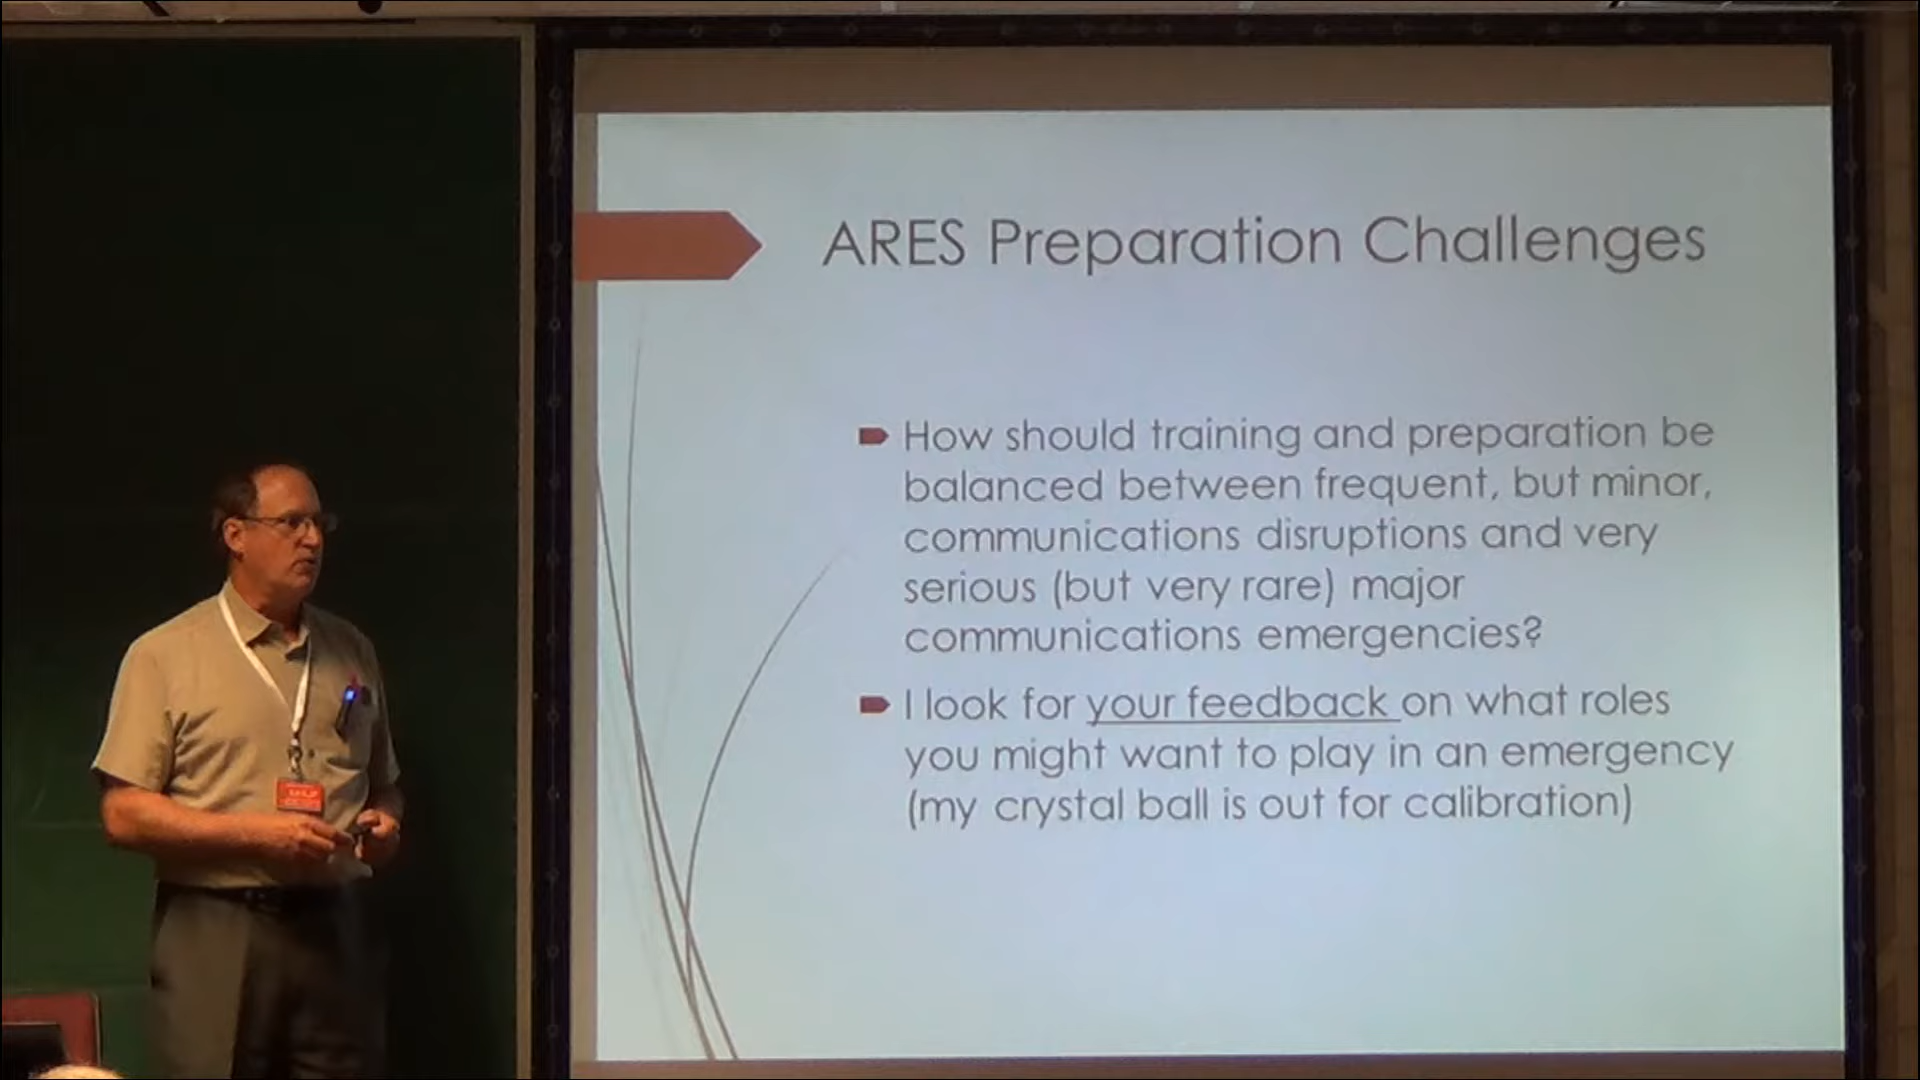 ARES Preparation Challenges
How should training and preparation be
balanced between frequent, but minor,
communications disruptions and very
serious (but very rare) major
communications emergencies?
I look for your feedback on what roles
you might want to play in an emergency
(my crystal ball is out for calibration)